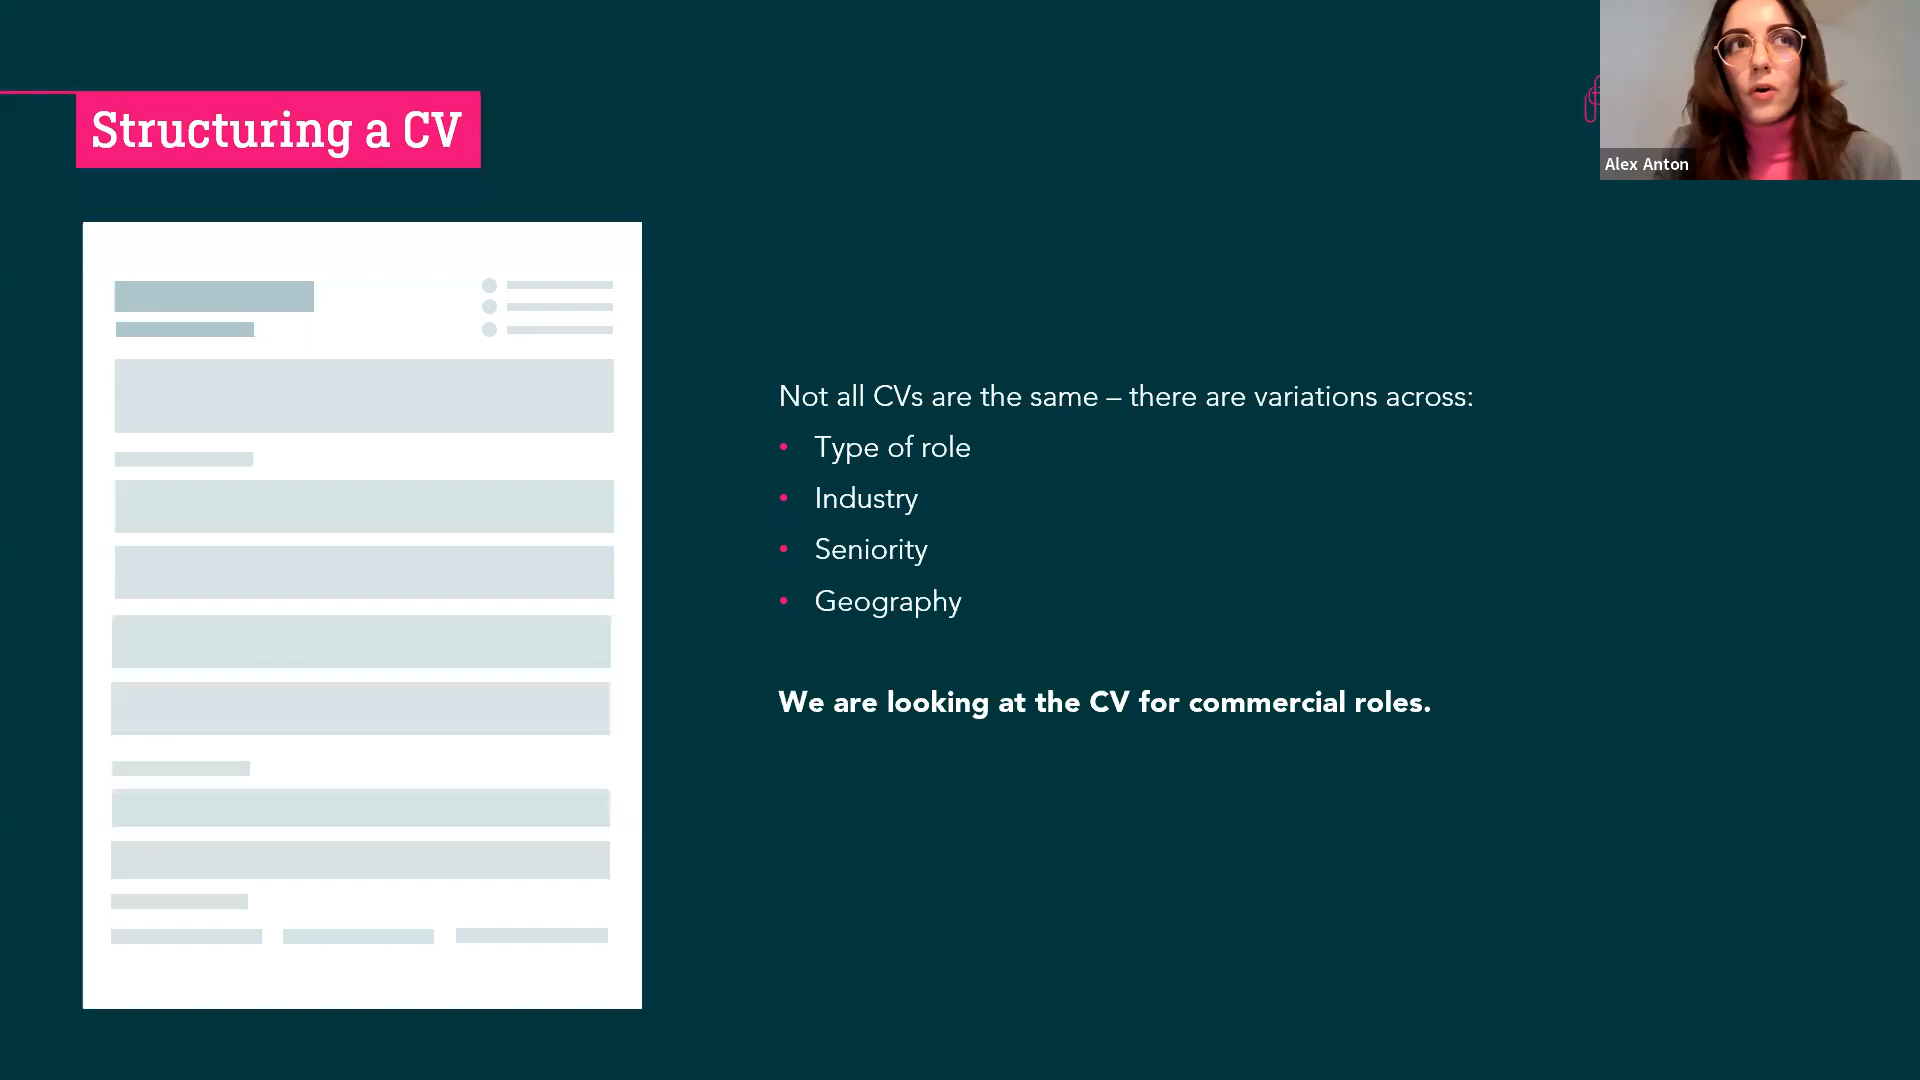 Structuring a CV
Alex Anton
Not all CVs are the same – there are variations across:
• Type of role
• Industry
• Seniority
• Geography
We are looking at the CV for commercial roles.